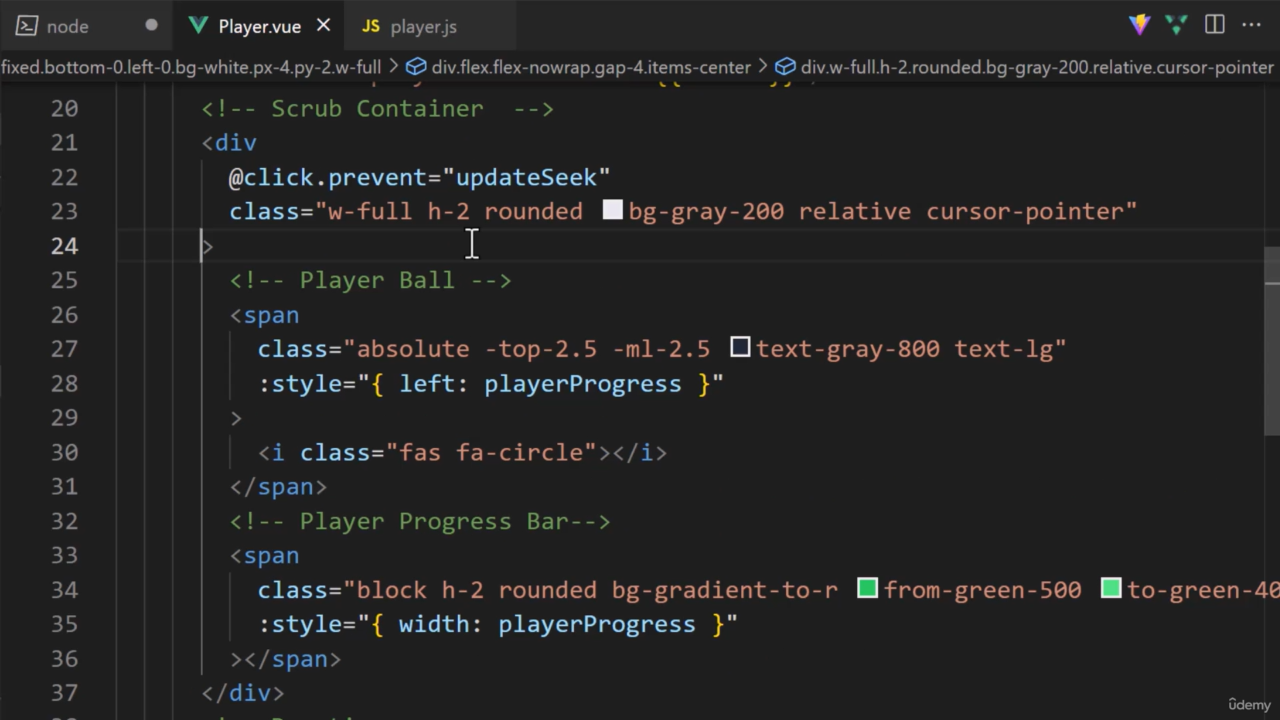 node
Player.vue
JS player.js
fixed.bottom-0.left-0.bg-white.px-4.py-2.w-full > div.flex.flex-nowrap.gap-4.items-center > div.w-full.h-2.rounded.bg-gray-200.relative.cursor-pointer
20 <!-- Scrub Container  -->
21 <div
22 @click.prevent="updateSeek"
23 class="w-full h-2 rounded bg-gray-200 relative cursor-pointer"
24 >
25 <!-- Player Ball -->
26 <span
27 class="absolute -top-2.5 -ml-2.5 text-gray-800 text-lg"
28 :style="{ left: playerProgress }"
29 >
30 <i class="fas fa-circle"></i>
31 </span>
32 <!-- Player Progress Bar-->
33 <span
34 class="block h-2 rounded bg-gradient-to-r from-green-500 to-green-40
35 :style="{ width: playerProgress }"
36 ></span>
37 </div>
ûdemy